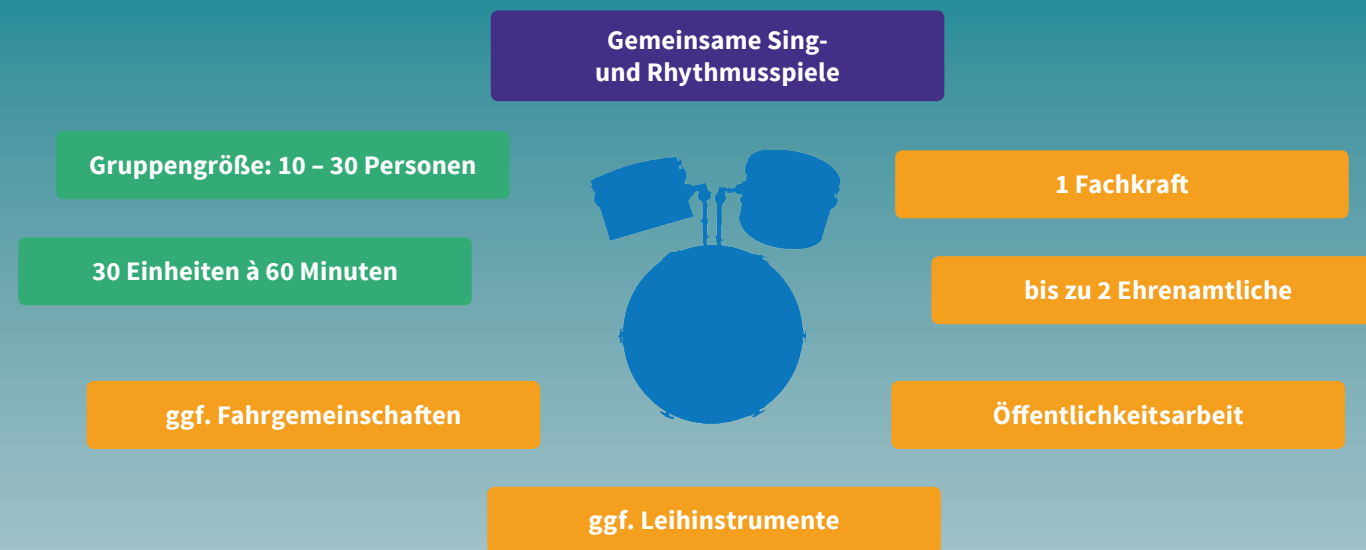 Gemeinsame Sing-
und Rhythmusspiele
Gruppengröße: 10 – 30 Personen
1 Fachkraft
30 Einheiten à 60 Minuten
bis zu 2 Ehrenamtliche
ggf. Fahrgemeinschaften
Öffentlichkeitsarbeit
ggf. Leihinstrumente